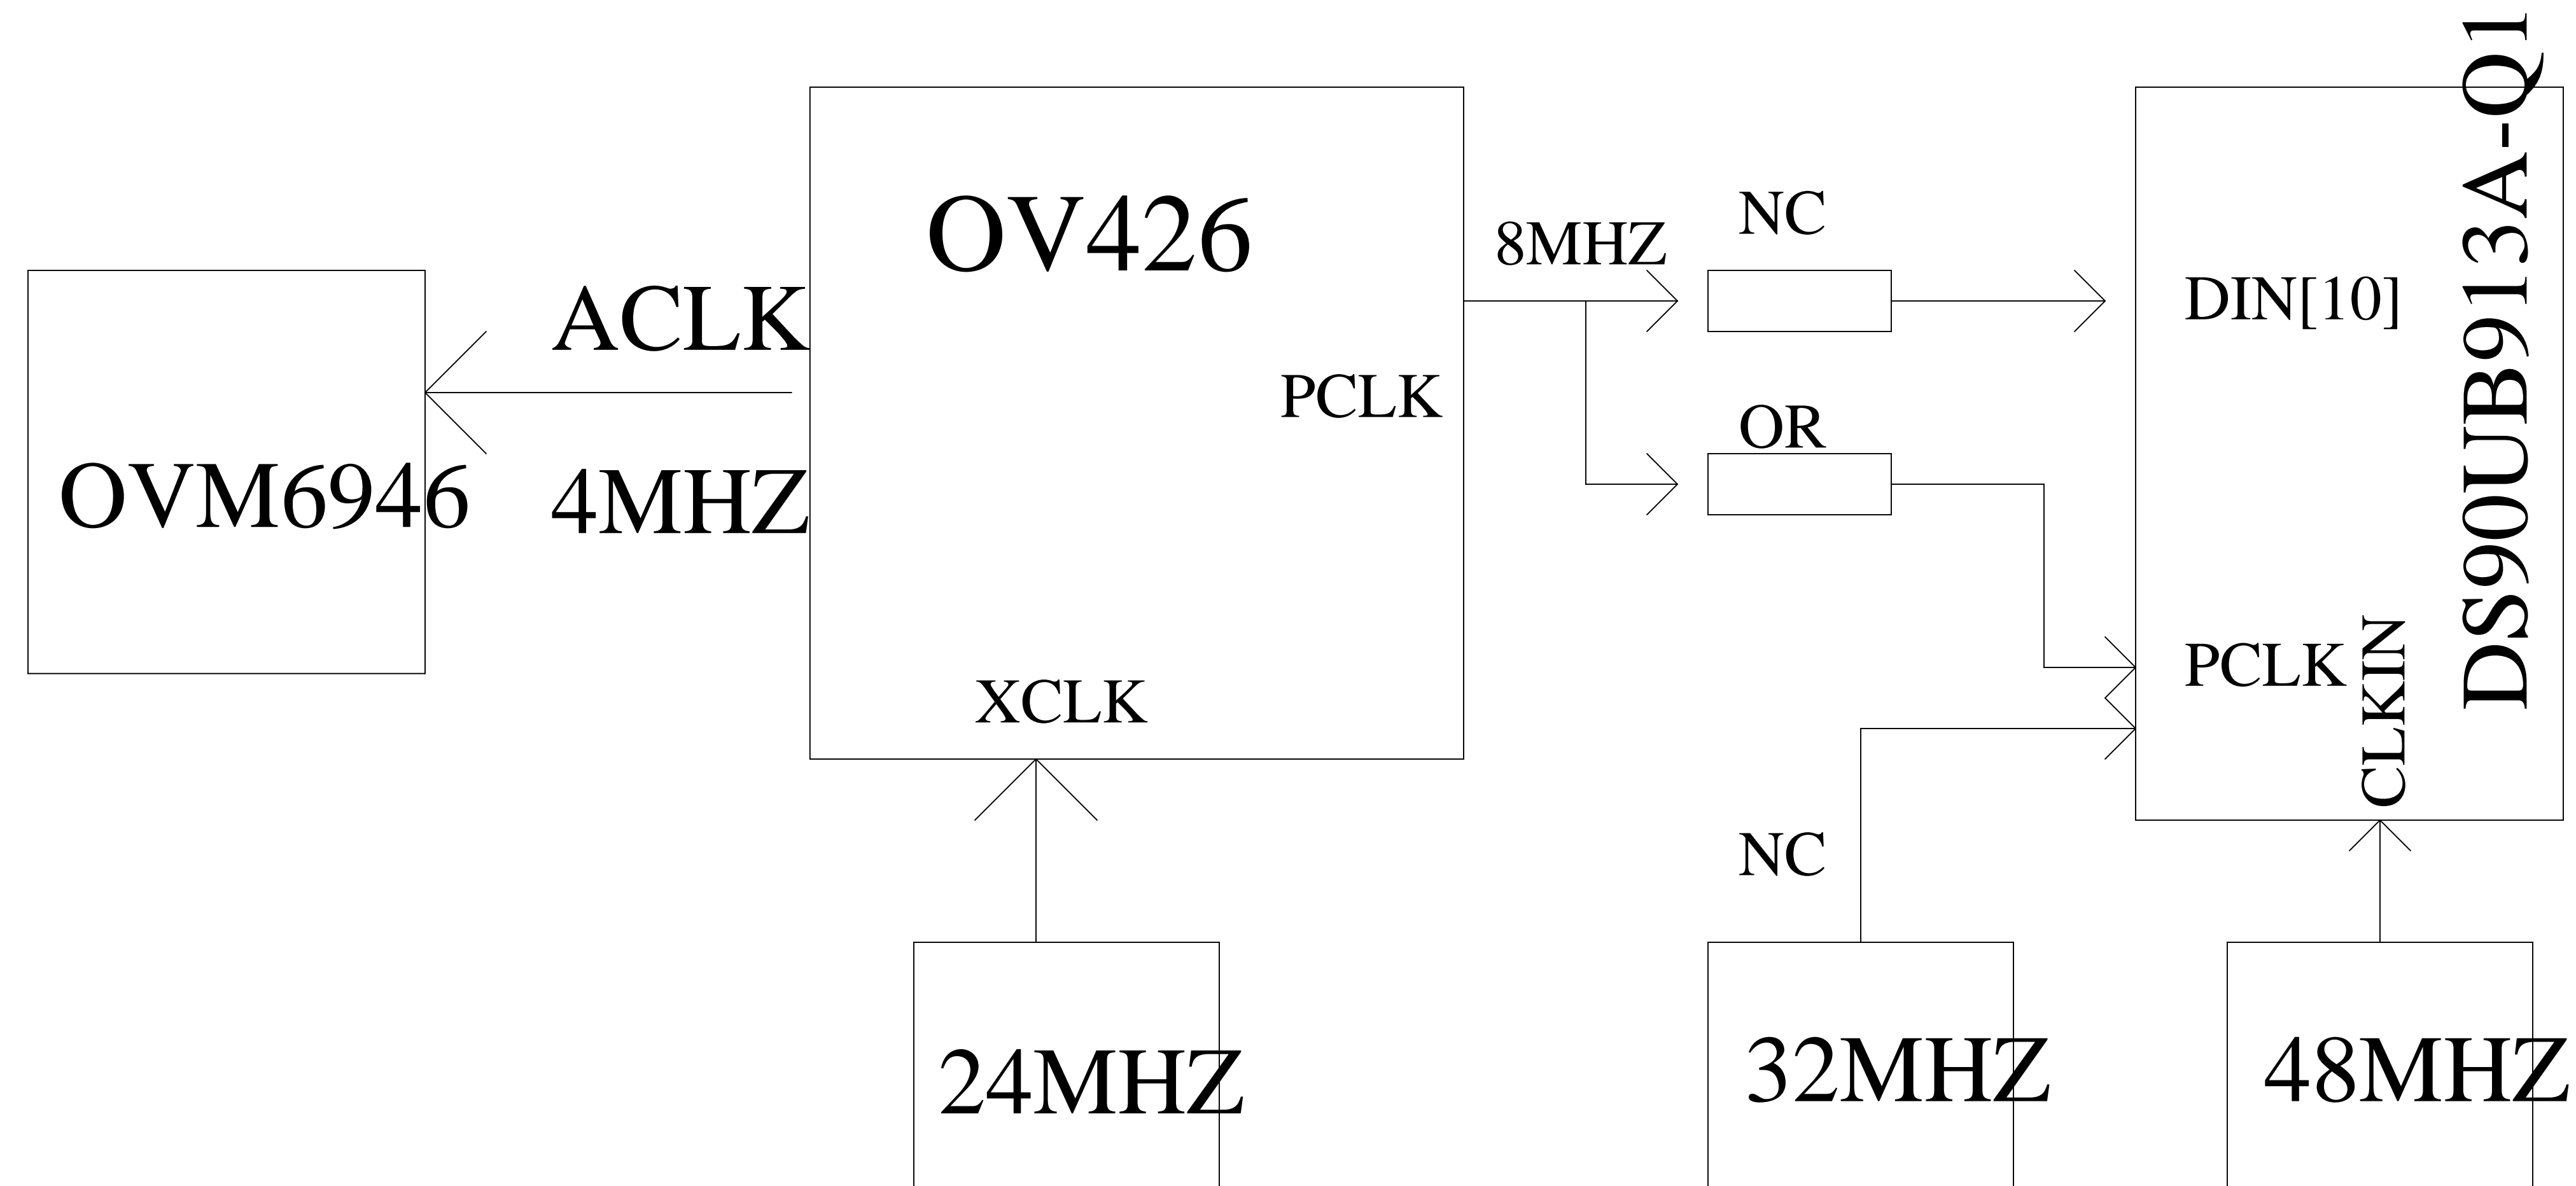 OVM6946
ACLK
4MHZ
OV426
PCLK
XCLK
24MHZ
8MHZ
NC
OR
NC
32MHZ
DIN[10]
PCLK
CLKIN
DS90UB913A-Q1
48MHZ